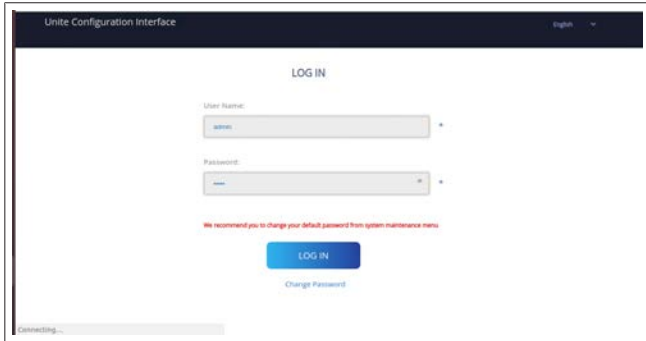 Unite Configuration Interface
English
LOG IN
User Name:
admin
*
Password:
•••••
*
We recommend you to change your default password from system maintenance menu
LOG IN
Change Password
Connecting...